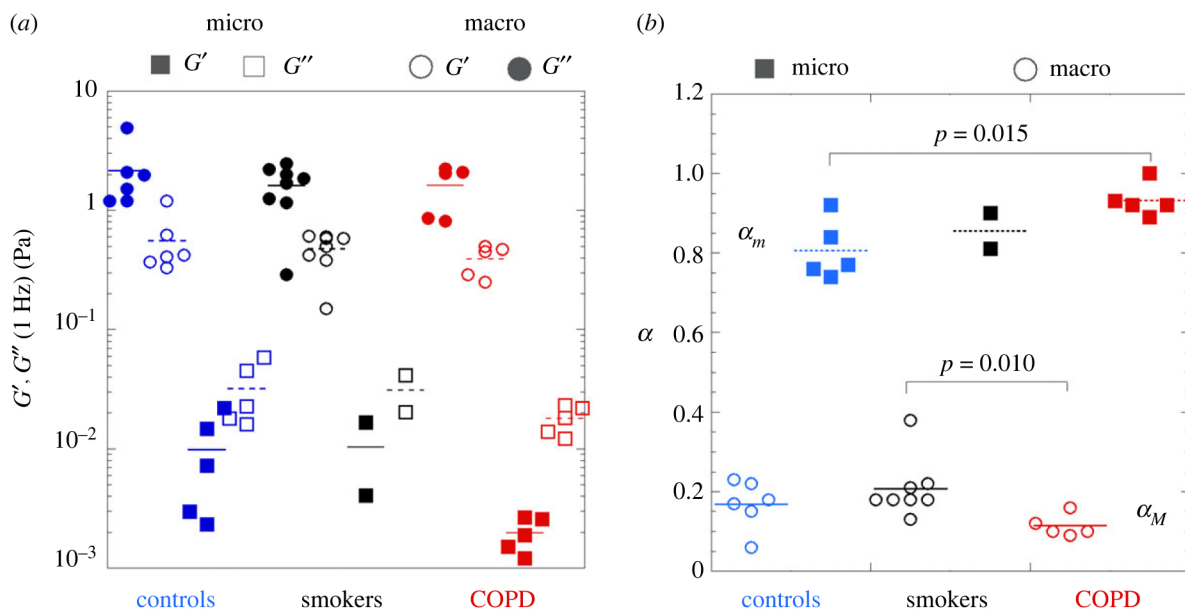 (a)
micro
macro
G′
G″
G′
G″
10
1
10⁻¹
10⁻²
10⁻³
G′, G″ (1 Hz) (Pa)
controls
smokers
COPD
(b)
micro
macro
1.2
1.0
0.8
0.6
0.4
0.2
0
α
p = 0.015
αₘ
p = 0.010
α_M
controls
smokers
COPD